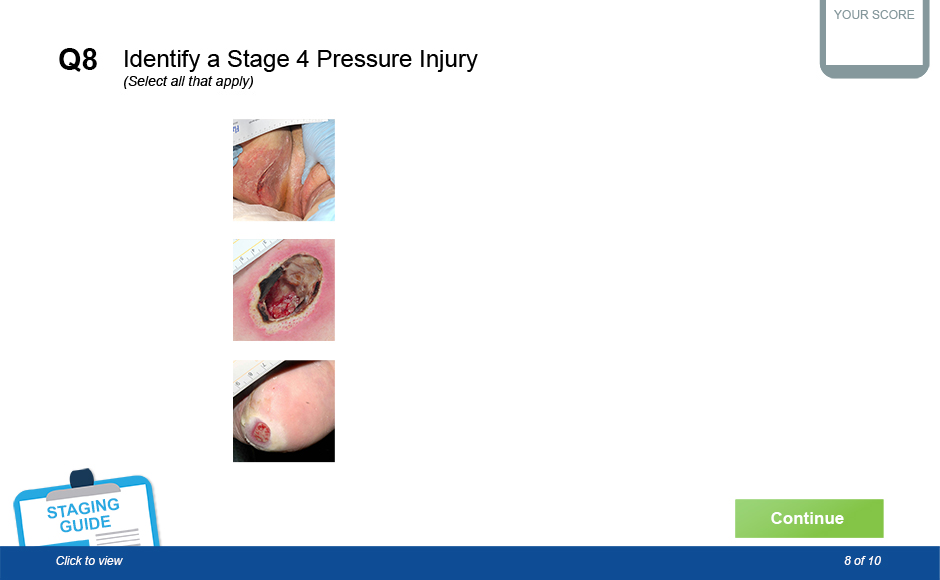 YOUR SCORE
Q8 Identify a Stage 4 Pressure Injury
(Select all that apply)
STAGING
GUIDE
Continue
Click to view
8 of 10